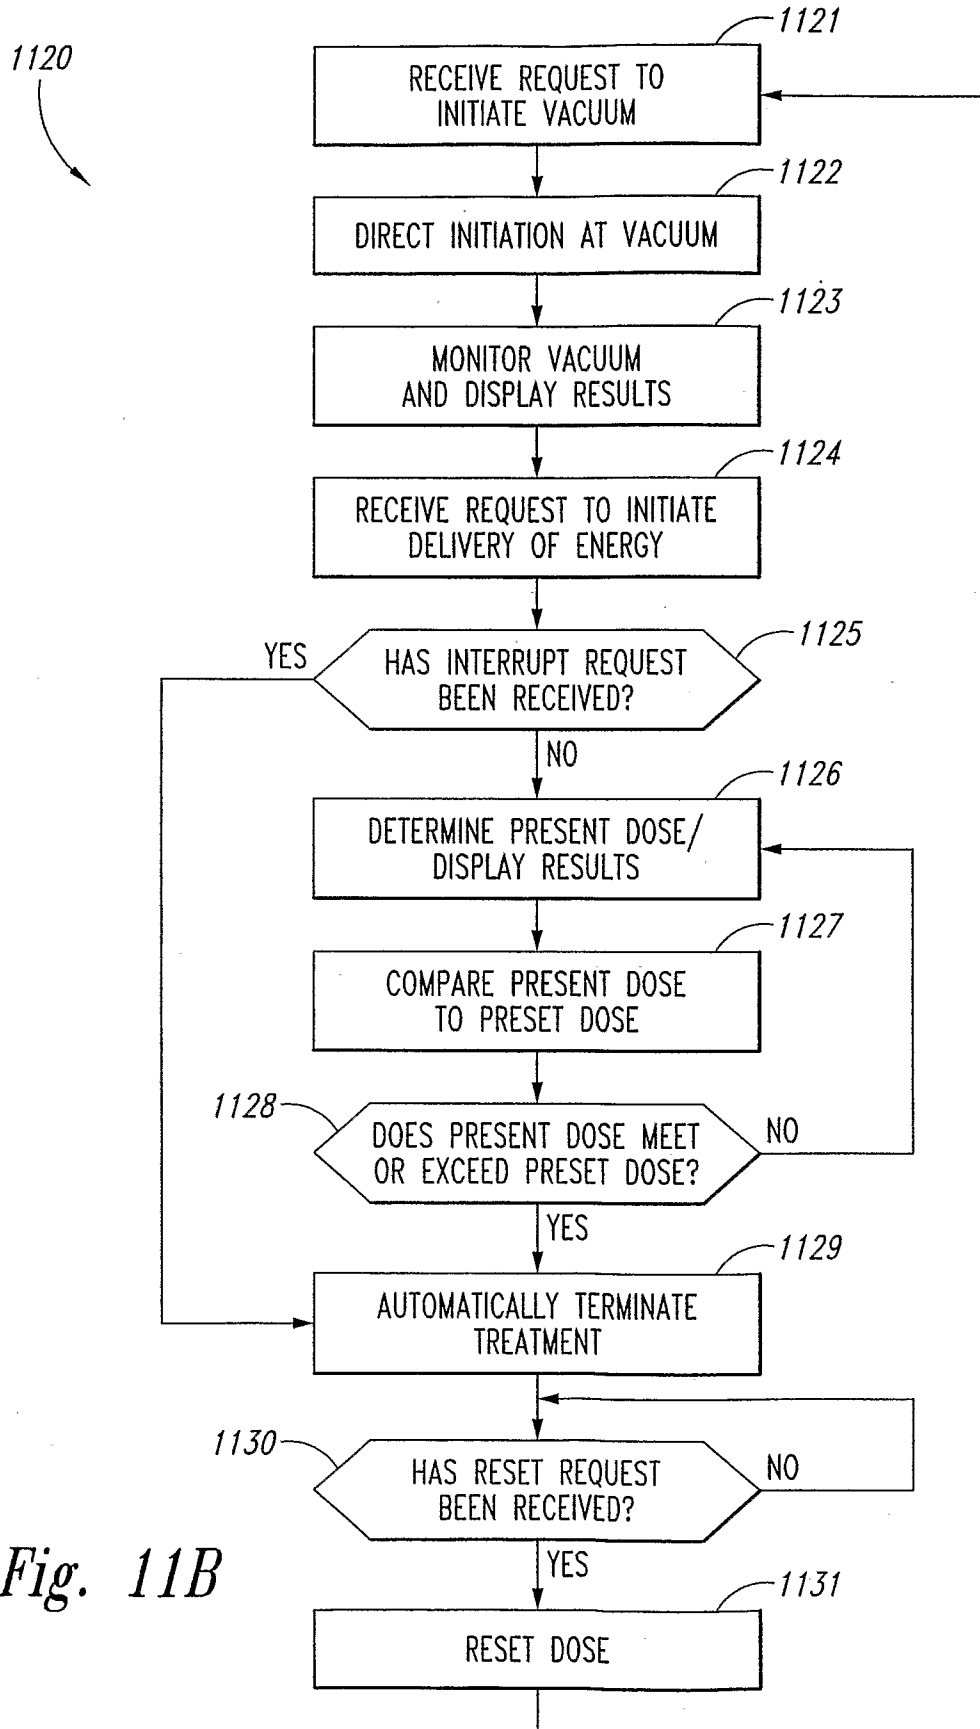 1120
1121
RECEIVE REQUEST TO
INITIATE VACUUM
1122
DIRECT INITIATION AT VACUUM
1123
MONITOR VACUUM
AND DISPLAY RESULTS
1124
RECEIVE REQUEST TO INITIATE
DELIVERY OF ENERGY
1125
YES
HAS INTERRUPT REQUEST
BEEN RECEIVED?
NO
1126
DETERMINE PRESENT DOSE/
DISPLAY RESULTS
1127
COMPARE PRESENT DOSE
TO PRESET DOSE
1128
DOES PRESENT DOSE MEET
OR EXCEED PRESET DOSE?
NO
YES
1129
AUTOMATICALLY TERMINATE
TREATMENT
1130
HAS RESET REQUEST
BEEN RECEIVED?
NO
YES
Fig. 11B
1131
RESET DOSE